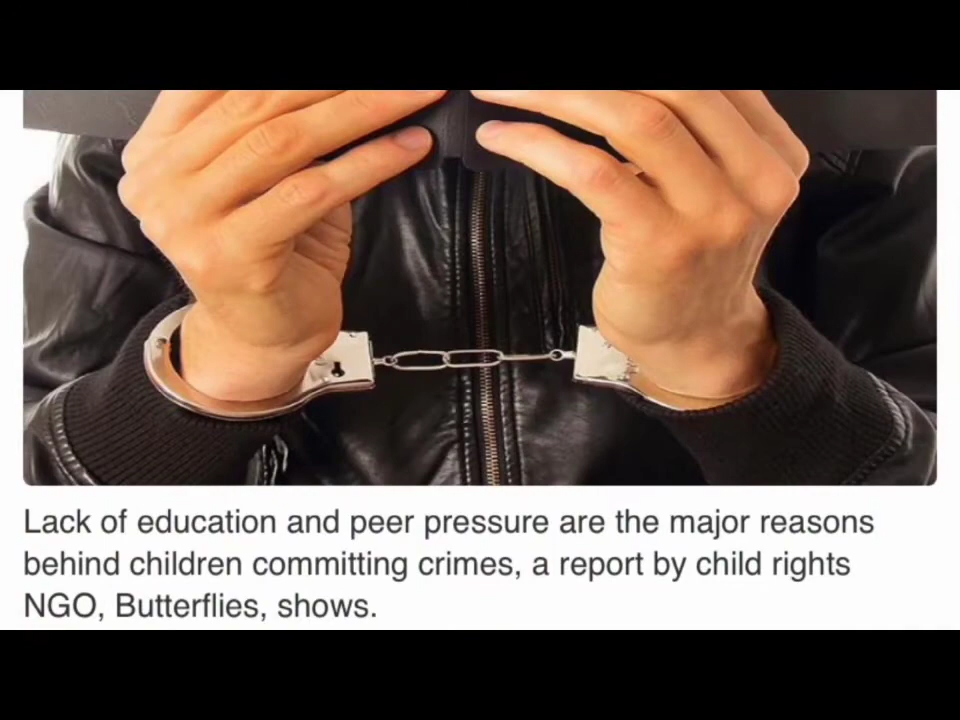 Lack of education and peer pressure are the major reasons
behind children committing crimes, a report by child rights
NGO, Butterflies, shows.